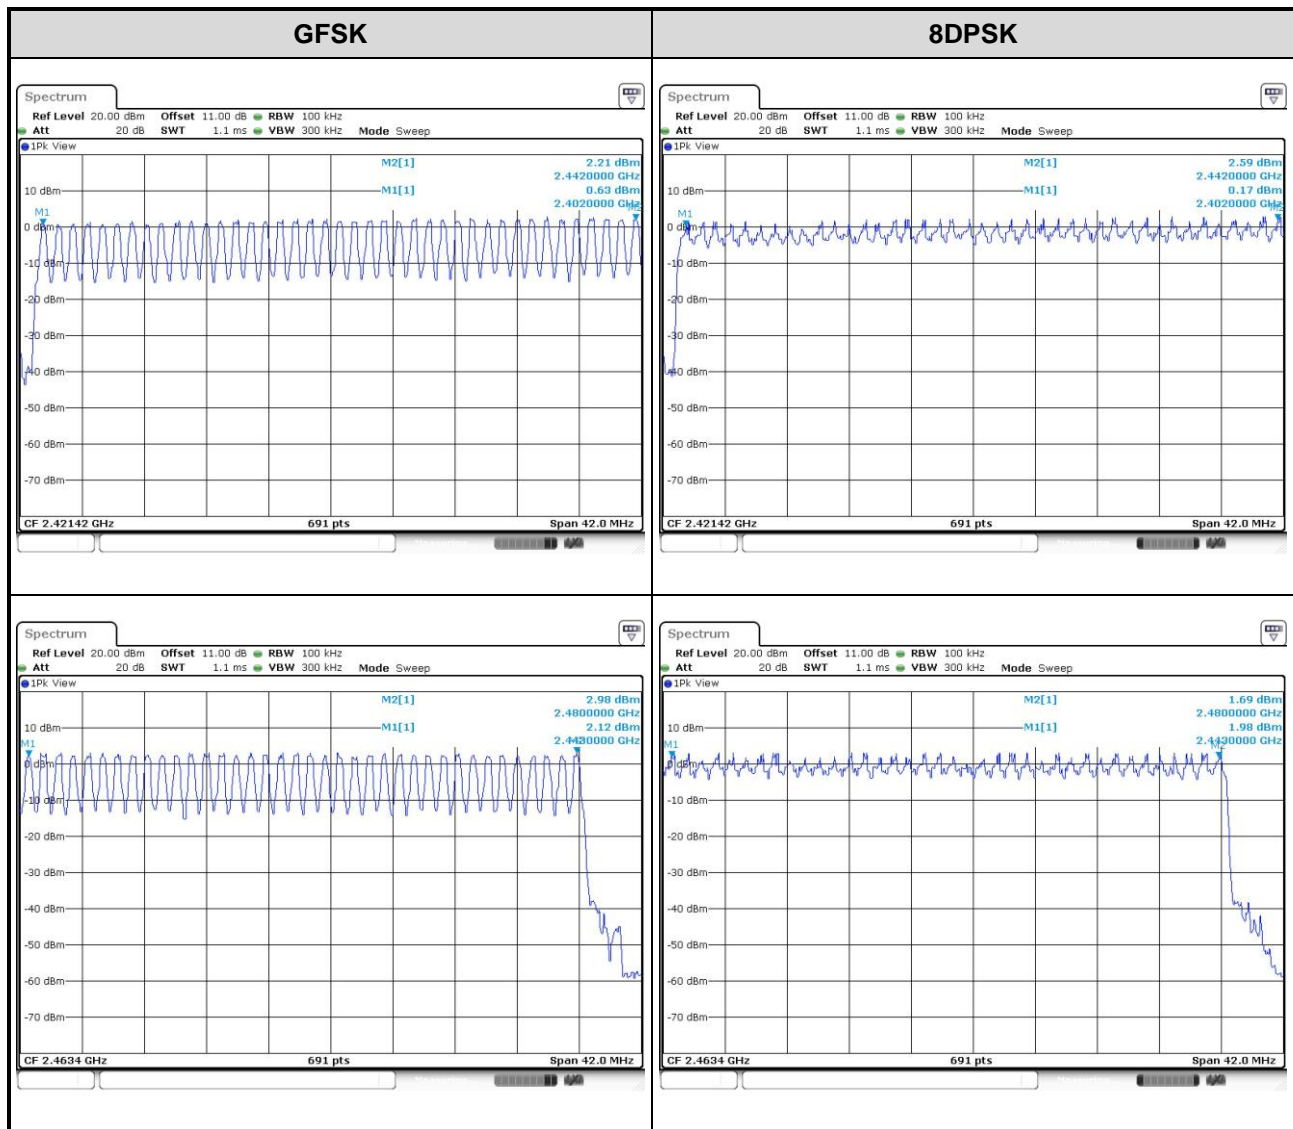 GFSK
8DPSK
Spectrum
Ref Level 20.00 dBm Offset 11.00 dB RBW 100 kHz
Att 20 dB SWT 1.1 ms VBW 300 kHz Mode Sweep
1Pk View
M2[1] 2.21 dBm
2.4420000 GHz
10 dBm
M1[1] 0.63 dBm
2.4020000 GHz
M1
M2
0 dBm
-10 dBm
-20 dBm
-30 dBm
-40 dBm
-50 dBm
-60 dBm
-70 dBm
CF 2.42142 GHz 691 pts Span 42.0 MHz
Spectrum
Ref Level 20.00 dBm Offset 11.00 dB RBW 100 kHz
Att 20 dB SWT 1.1 ms VBW 300 kHz Mode Sweep
1Pk View
M2[1] 2.59 dBm
2.4420000 GHz
10 dBm
M1[1] 0.17 dBm
2.4020000 GHz
M1
M2
0 dBm
-10 dBm
-20 dBm
-30 dBm
-40 dBm
-50 dBm
-60 dBm
-70 dBm
CF 2.42142 GHz 691 pts Span 42.0 MHz
Spectrum
Ref Level 20.00 dBm Offset 11.00 dB RBW 100 kHz
Att 20 dB SWT 1.1 ms VBW 300 kHz Mode Sweep
1Pk View
M2[1] 2.98 dBm
2.4800000 GHz
10 dBm
M1[1] 2.12 dBm
2.4430000 GHz
M1
M2
0 dBm
-10 dBm
-20 dBm
-30 dBm
-40 dBm
-50 dBm
-60 dBm
-70 dBm
CF 2.4634 GHz 691 pts Span 42.0 MHz
Spectrum
Ref Level 20.00 dBm Offset 11.00 dB RBW 100 kHz
Att 20 dB SWT 1.1 ms VBW 300 kHz Mode Sweep
1Pk View
M2[1] 1.69 dBm
2.4800000 GHz
10 dBm
M1[1] 1.98 dBm
2.4430000 GHz
M1
M2
0 dBm
-10 dBm
-20 dBm
-30 dBm
-40 dBm
-50 dBm
-60 dBm
-70 dBm
CF 2.4634 GHz 691 pts Span 42.0 MHz